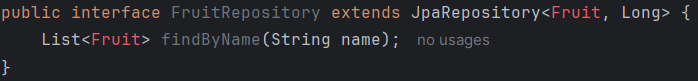 public interface FruitRepository extends JpaRepository<Fruit, Long> {
    List<Fruit> findByName(String name);  no usages
}